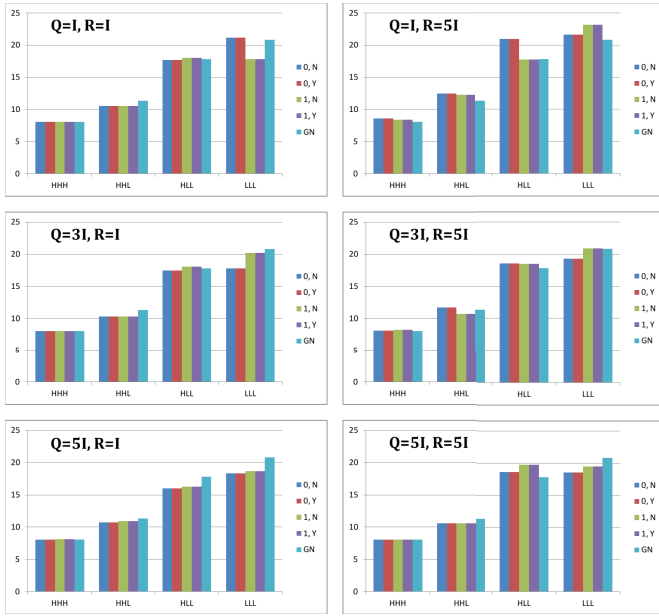 Q=I, R=I
25
20
15
10
5
0
HHH HHL HLL LLL
0, N
0, Y
1, N
1, Y
GN
Q=I, R=5I
25
20
15
10
5
0
HHH HHL HLL LLL
0, N
0, Y
1, N
1, Y
GN
Q=3I, R=I
25
20
15
10
5
0
HHH HHL HLL LLL
0, N
0, Y
1, N
1, Y
GN
Q=3I, R=5I
25
20
15
10
5
0
HHH HHL HLL LLL
0, N
0, Y
1, N
1, Y
GN
Q=5I, R=I
25
20
15
10
5
0
HHH HHL HLL LLL
0, N
0, Y
1, N
1, Y
GN
Q=5I, R=5I
25
20
15
10
5
0
HHH HHL HLL LLL
0, N
0, Y
1, N
1, Y
GN